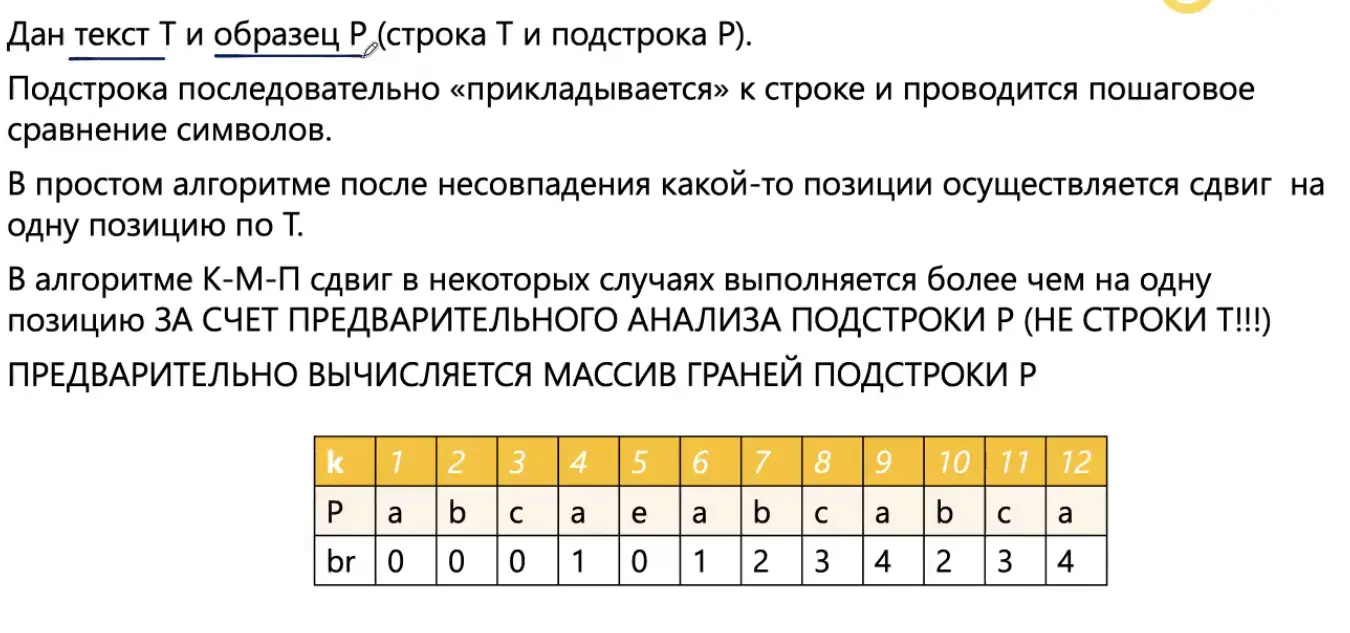 Дан текст T и образец P (строка T и подстрока P).
Подстрока последовательно «прикладывается» к строке и проводится пошаговое
сравнение символов.
В простом алгоритме после несовпадения какой-то позиции осуществляется сдвиг на
одну позицию по T.
В алгоритме К-М-П сдвиг в некоторых случаях выполняется более чем на одну
позицию ЗА СЧЕТ ПРЕДВАРИТЕЛЬНОГО АНАЛИЗА ПОДСТРОКИ P (НЕ СТРОКИ T!!!)
ПРЕДВАРИТЕЛЬНО ВЫЧИСЛЯЕТСЯ МАССИВ ГРАНЕЙ ПОДСТРОКИ P
k 1 2 3 4 5 6 7 8 9 10 11 12
P a b c a e a b c a b c a
br 0 0 0 1 0 1 2 3 4 2 3 4